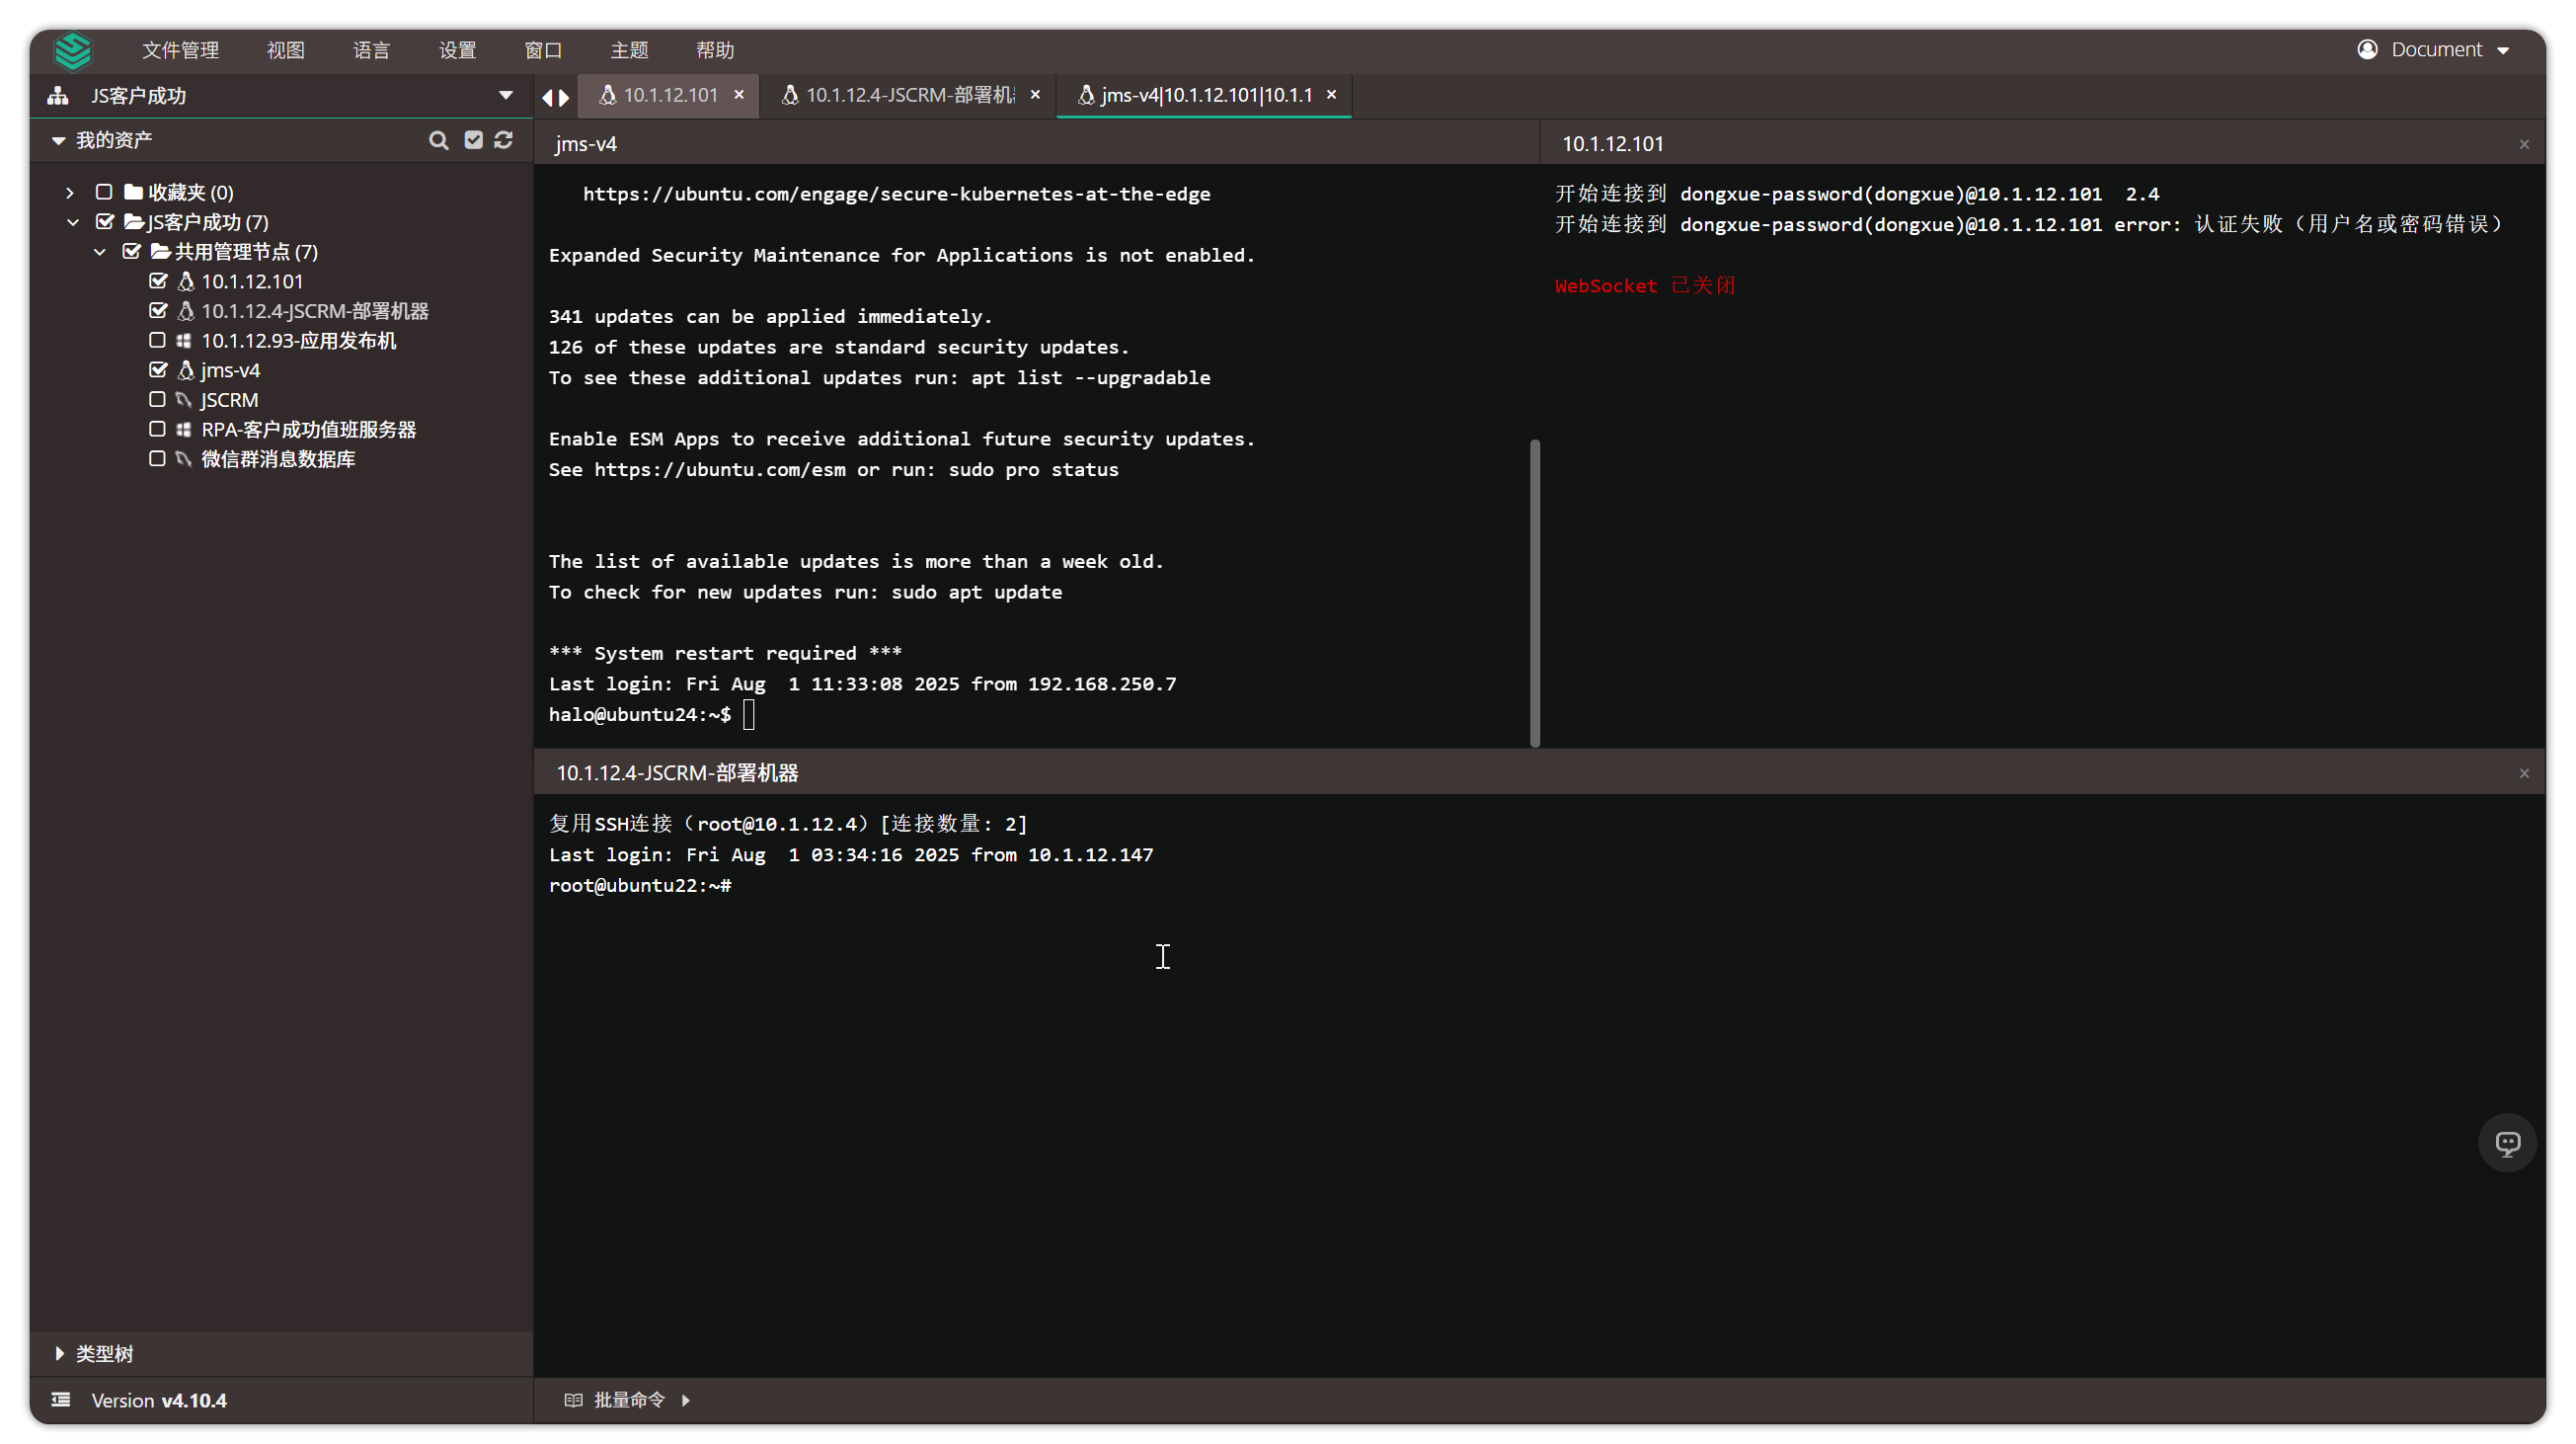 文件管理 视图 语言 设置 窗口 主题 帮助 Document
JS客户成功
我的资产
收藏夹 (0)
JS客户成功 (7)
共用管理节点 (7)
10.1.12.101
10.1.12.4-JSCRM-部署机器
10.1.12.93-应用发布机
jms-v4
JSCRM
RPA-客户成功值班服务器
微信群消息数据库
类型树
Version v4.10.4
10.1.12.101 10.1.12.4-JSCRM-部署机 jms-v4|10.1.12.101|10.1.1
jms-v4
https://ubuntu.com/engage/secure-kubernetes-at-the-edge
Expanded Security Maintenance for Applications is not enabled.
341 updates can be applied immediately.
126 of these updates are standard security updates.
To see these additional updates run: apt list --upgradable
Enable ESM Apps to receive additional future security updates.
See https://ubuntu.com/esm or run: sudo pro status
The list of available updates is more than a week old.
To check for new updates run: sudo apt update
*** System restart required ***
Last login: Fri Aug  1 11:33:08 2025 from 192.168.250.7
halo@ubuntu24:~$
10.1.12.101
开始连接到 dongxue-password(dongxue)@10.1.12.101  2.4
开始连接到 dongxue-password(dongxue)@10.1.12.101 error: 认证失败（用户名或密码错误）
WebSocket 已关闭
10.1.12.4-JSCRM-部署机器
复用SSH连接（root@10.1.12.4）[连接数量: 2]
Last login: Fri Aug  1 03:34:16 2025 from 10.1.12.147
root@ubuntu22:~#
批量命令